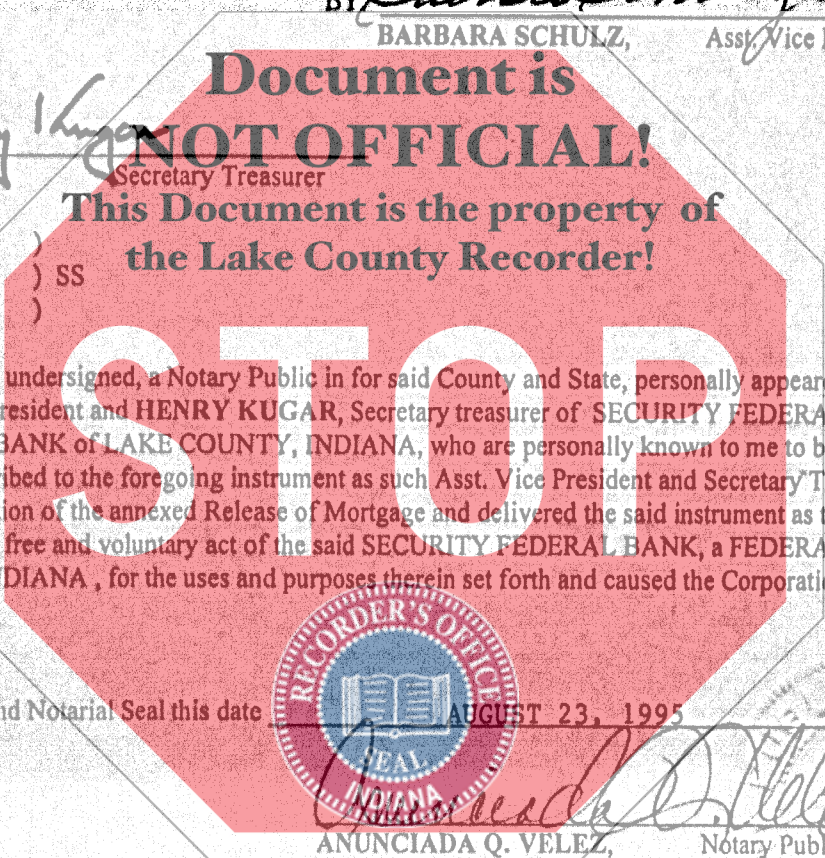 BY
BARBARA SCHULZ, Asst. Vice
Document is
NOT OFFICIAL!
Secretary Treasurer
This Document is the property of
the Lake County Recorder!
)
) SS
)
STOP
undersigned, a Notary Public in for said County and State, personally appear
resident and HENRY KUGAR, Secretary treasurer of SECURITY FEDERA
BANK of LAKE COUNTY, INDIANA, who are personally known to me to b
ibed to the foregoing instrument as such Asst. Vice President and Secretary T
ion of the annexed Release of Mortgage and delivered the said instrument as t
free and voluntary act of the said SECURITY FEDERAL BANK, a FEDERA
NDIANA , for the uses and purposes therein set forth and caused the Corporati
RECORDER'S OFFICE
SEAL
INDIANA
nd Notarial Seal this date AUGUST 23, 1995
ANUNCIADA Q. VELEZ, Notary Publ